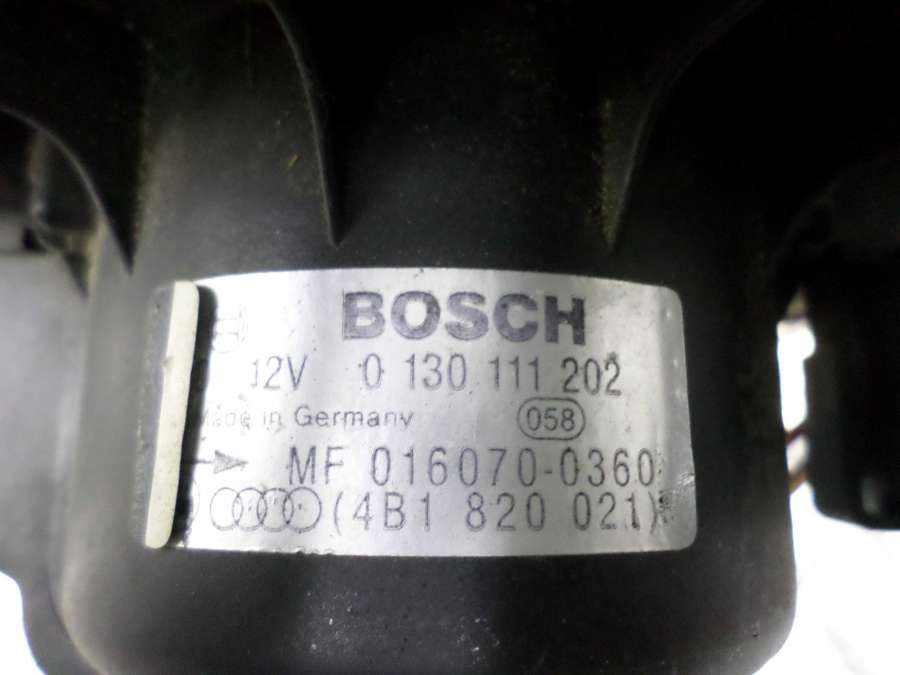 BOSCH
12V 0 130 111 202
Made in Germany 058
MF 016070-0360
(4B1 820 021)